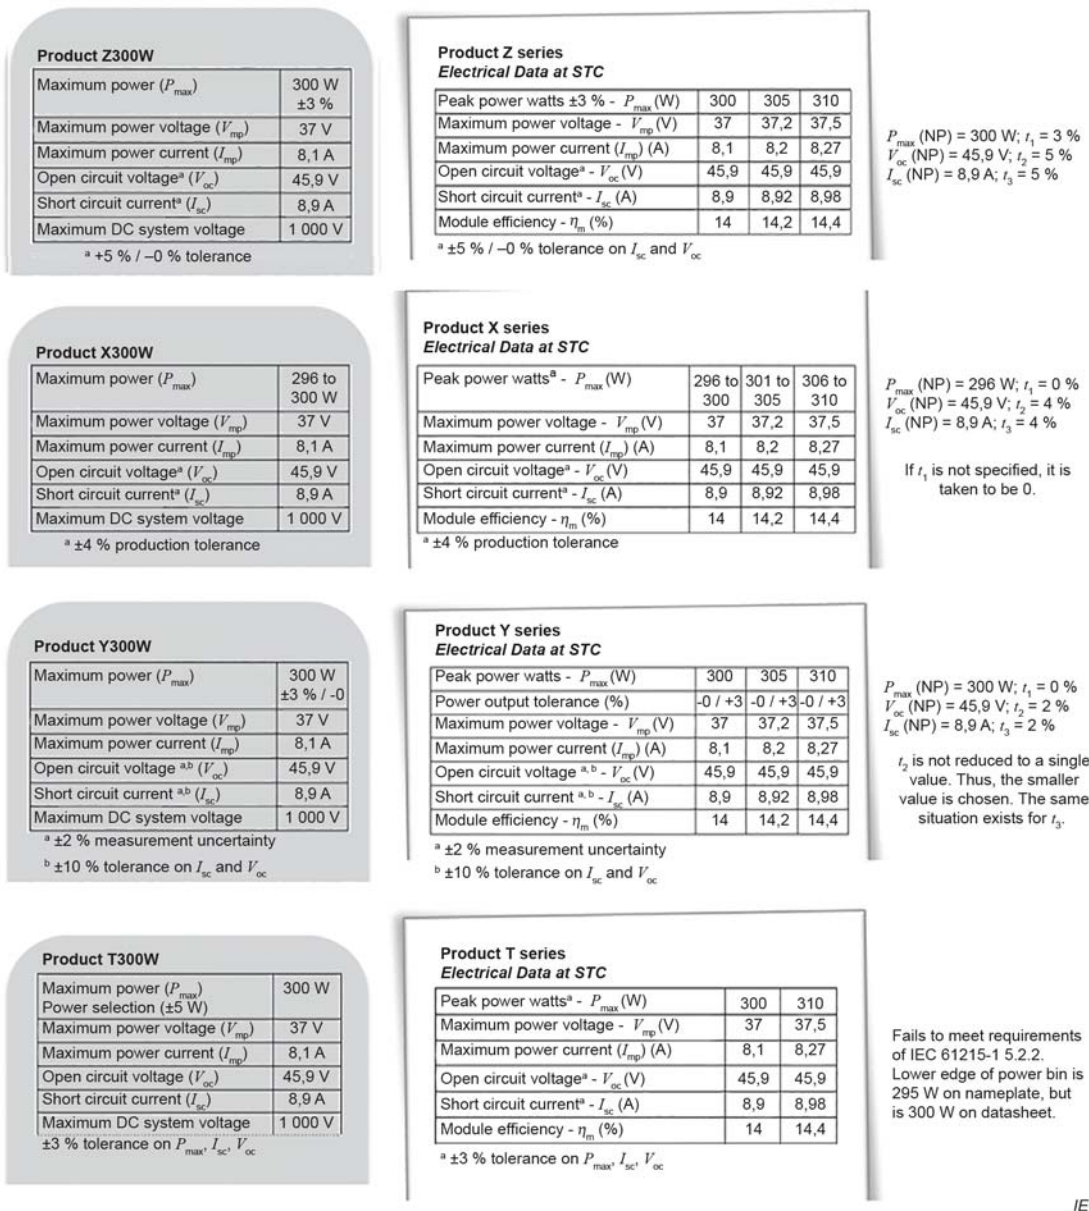 Product Z300W
Maximum power (Pmax) 300 W
±3 %
Maximum power voltage (Vmp) 37 V
Maximum power current (Imp) 8,1 A
Open circuit voltageᵃ (Voc) 45,9 V
Short circuit currentᵃ (Isc) 8,9 A
Maximum DC system voltage 1 000 V
ᵃ +5 % / –0 % tolerance
Product Z series
Electrical Data at STC
Peak power watts ±3 % - Pmax (W) 300 305 310
Maximum power voltage - Vmp (V) 37 37,2 37,5
Maximum power current (Imp) (A) 8,1 8,2 8,27
Open circuit voltageᵃ - Voc (V) 45,9 45,9 45,9
Short circuit currentᵃ - Isc (A) 8,9 8,92 8,98
Module efficiency - ηm (%) 14 14,2 14,4
ᵃ ±5 % / –0 % tolerance on Isc and Voc
Pmax (NP) = 300 W; t1 = 3 %
Voc (NP) = 45,9 V; t2 = 5 %
Isc (NP) = 8,9 A; t3 = 5 %
Product X300W
Maximum power (Pmax) 296 to
300 W
Maximum power voltage (Vmp) 37 V
Maximum power current (Imp) 8,1 A
Open circuit voltageᵃ (Voc) 45,9 V
Short circuit currentᵃ (Isc) 8,9 A
Maximum DC system voltage 1 000 V
ᵃ ±4 % production tolerance
Product X series
Electrical Data at STC
Peak power wattsᵃ - Pmax (W) 296 to 301 to 306 to
300 305 310
Maximum power voltage - Vmp (V) 37 37,2 37,5
Maximum power current (Imp) (A) 8,1 8,2 8,27
Open circuit voltageᵃ - Voc (V) 45,9 45,9 45,9
Short circuit currentᵃ - Isc (A) 8,9 8,92 8,98
Module efficiency - ηm (%) 14 14,2 14,4
ᵃ ±4 % production tolerance
Pmax (NP) = 296 W; t1 = 0 %
Voc (NP) = 45,9 V; t2 = 4 %
Isc (NP) = 8,9 A; t3 = 4 %
If t1 is not specified, it is
taken to be 0.
Product Y300W
Maximum power (Pmax) 300 W
±3 % / -0
Maximum power voltage (Vmp) 37 V
Maximum power current (Imp) 8,1 A
Open circuit voltage ᵃ,ᵇ (Voc) 45,9 V
Short circuit current ᵃ,ᵇ (Isc) 8,9 A
Maximum DC system voltage 1 000 V
ᵃ ±2 % measurement uncertainty
ᵇ ±10 % tolerance on Isc and Voc
Product Y series
Electrical Data at STC
Peak power watts - Pmax (W) 300 305 310
Power output tolerance (%) -0 / +3 -0 / +3 -0 / +3
Maximum power voltage - Vmp (V) 37 37,2 37,5
Maximum power current (Imp) (A) 8,1 8,2 8,27
Open circuit voltage ᵃ,ᵇ - Voc (V) 45,9 45,9 45,9
Short circuit current ᵃ,ᵇ - Isc (A) 8,9 8,92 8,98
Module efficiency - ηm (%) 14 14,2 14,4
ᵃ ±2 % measurement uncertainty
ᵇ ±10 % tolerance on Isc and Voc
Pmax (NP) = 300 W; t1 = 0 %
Voc (NP) = 45,9 V; t2 = 2 %
Isc (NP) = 8,9 A; t3 = 2 %
t2 is not reduced to a single
value. Thus, the smaller
value is chosen. The same
situation exists for t3.
Product T300W
Maximum power (Pmax) 300 W
Power selection (±5 W)
Maximum power voltage (Vmp) 37 V
Maximum power current (Imp) 8,1 A
Open circuit voltage (Voc) 45,9 V
Short circuit current (Isc) 8,9 A
Maximum DC system voltage 1 000 V
±3 % tolerance on Pmax, Isc, Voc
Product T series
Electrical Data at STC
Peak power wattsᵃ - Pmax (W) 300 310
Maximum power voltage - Vmp (V) 37 37,5
Maximum power current (Imp) (A) 8,1 8,27
Open circuit voltageᵃ - Voc (V) 45,9 45,9
Short circuit currentᵃ - Isc (A) 8,9 8,98
Module efficiency - ηm (%) 14 14,4
ᵃ ±3 % tolerance on Pmax, Isc, Voc
Fails to meet requirements
of IEC 61215-1 5.2.2.
Lower edge of power bin is
295 W on nameplate, but
is 300 W on datasheet.
IE